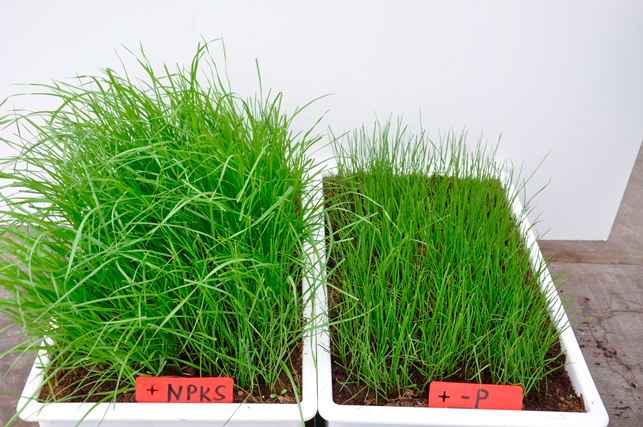 + NPKS
+ -P